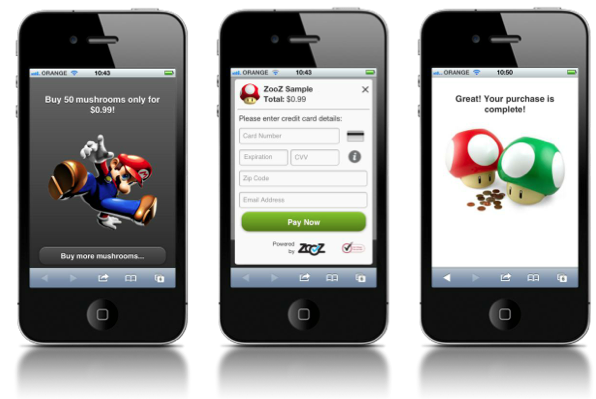 ORANGE 10:43
Buy 50 mushrooms only for
$0.99!
Buy more mushrooms...
ORANGE 10:43
ZooZ Sample
Total: $0.99
Please enter credit card details:
Card Number
Expiration CVV
Zip Code
Email Address
Pay Now
Powered
by ZooZ
ORANGE 10:50
Great! Your purchase is
complete!